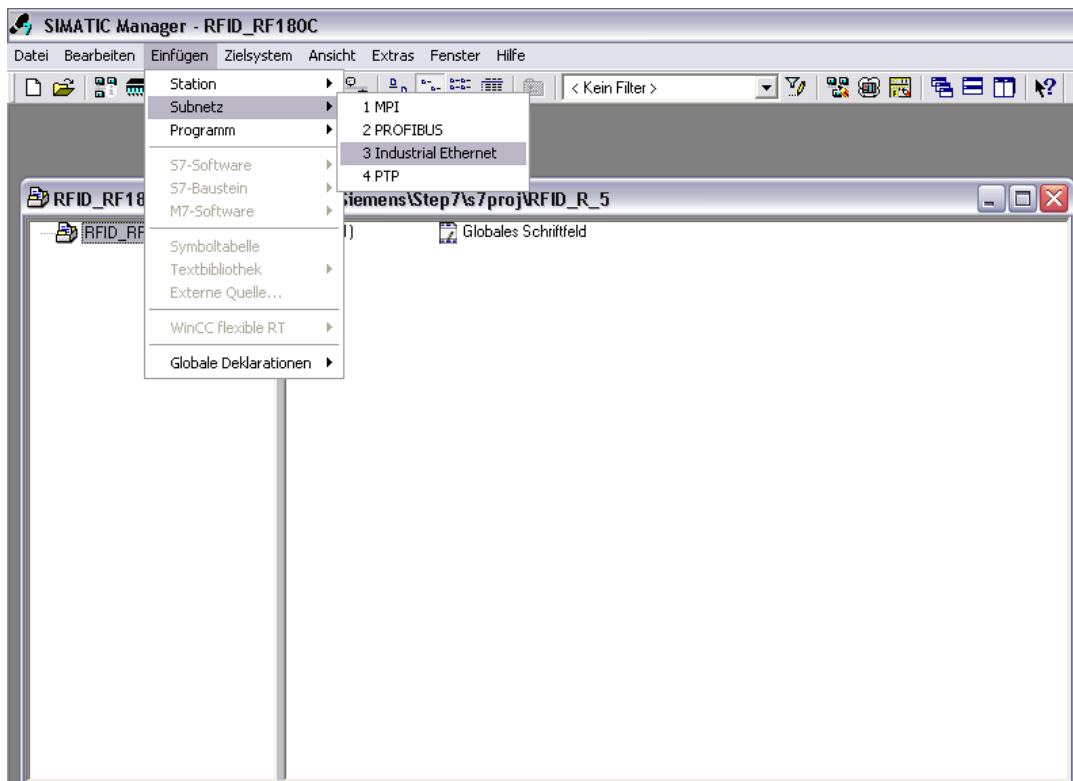 SIMATIC Manager - RFID_RF180C
Datei Bearbeiten Einfügen Zielsystem Ansicht Extras Fenster Hilfe
< Kein Filter >
Station
Subnetz
Programm
S7-Software
S7-Baustein
M7-Software
Symboltabelle
Textbibliothek
Externe Quelle...
WinCC flexible RT
Globale Deklarationen
1 MPI
2 PROFIBUS
3 Industrial Ethernet
4 PTP
RFID_RF18 Siemens\Step7\s7proj\RFID_R_5
RFID_RF
Globales Schriftfeld